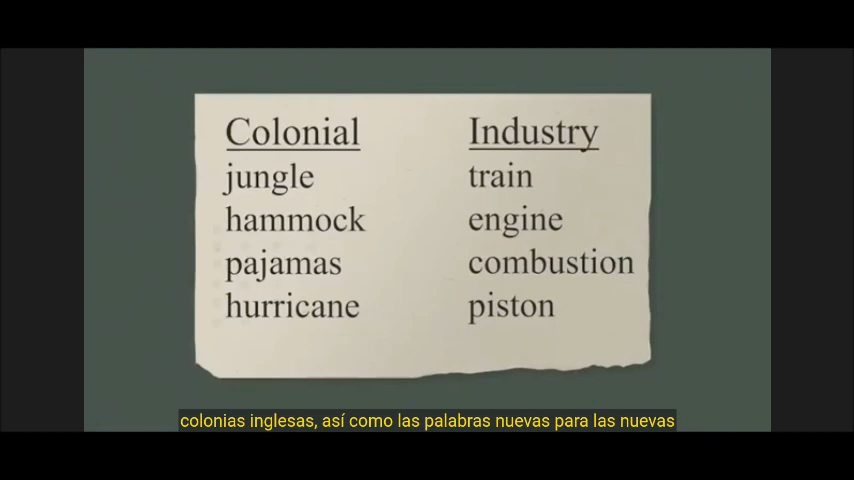 Colonial
jungle
hammock
pajamas
hurricane
Industry
train
engine
combustion
piston
colonias inglesas, así como las palabras nuevas para las nuevas